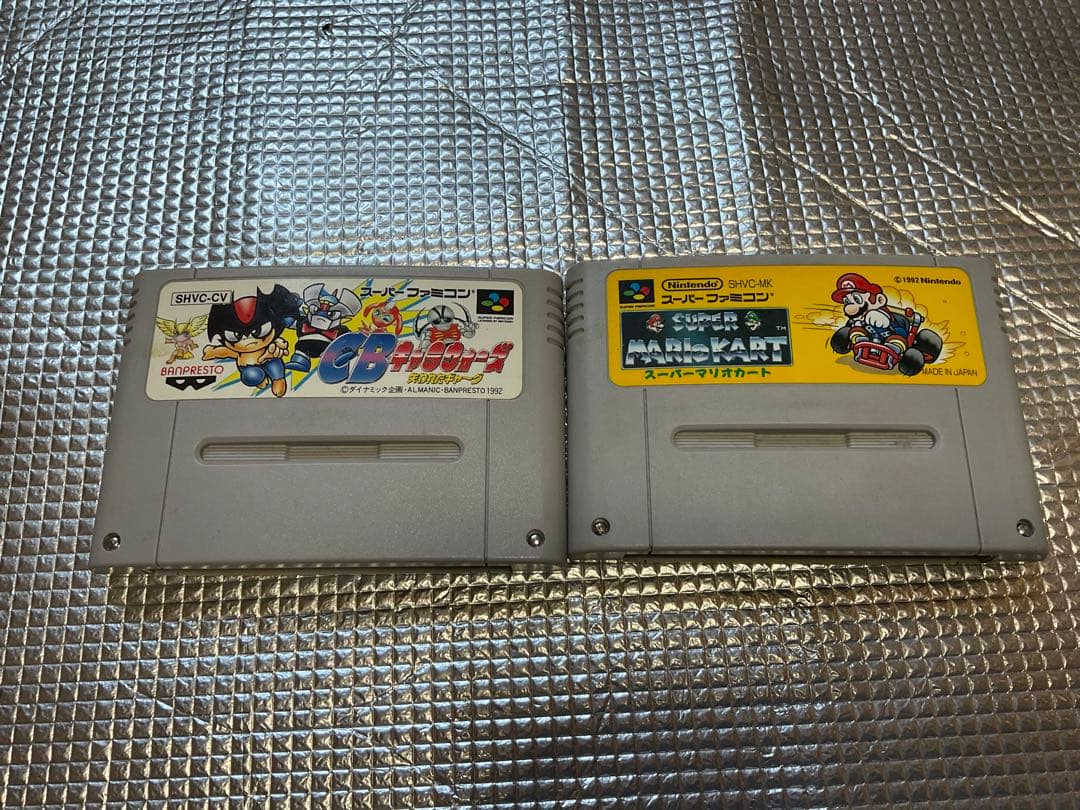 SHVC-CV
スーパーファミコン
BANPRESTO
CBキャラウォーズ
失われたギャ〜グ
©ダイナミック企画・ALMANIC・BANPRESTO 1992
Nintendo
SHVC-MK
スーパーファミコン
©1992 Nintendo
SUPER FAMICOM
SUPER
MARIO KART
TM
スーパーマリオカート
MADE IN JAPAN